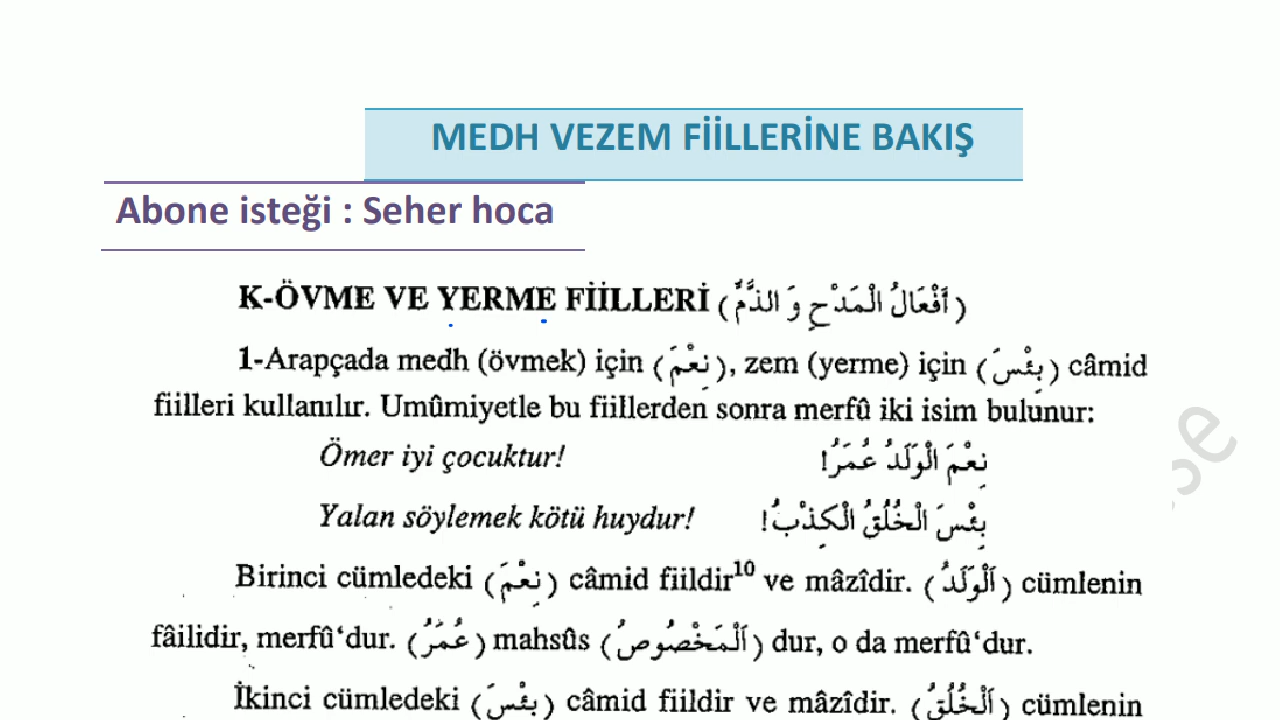 MEDH VEZEM FİİLLERİNE BAKIŞ
Abone isteği : Seher hoca
K-ÖVME VE YERME FİİLLERİ (أَفْعَالُ الْمَدْحِ وَ الذَّمُّ)
1-Arapçada medh (övmek) için (نِعْمَ), zem (yerme) için (بِئْسَ) câmid
fiilleri kullanılır. Umûmiyetle bu fiillerden sonra merfû iki isim bulunur:
Ömer iyi çocuktur! نِعْمَ الْوَلَدُ عُمَرُ!
Yalan söylemek kötü huydur! بِئْسَ الْخُلُقُ الْكِذْبُ!
Birinci cümledeki (نِعْمَ) câmid fiildir10 ve mâzîdir. (اَلْوَلَدُ) cümlenin
fâilidir, merfû‘dur. (عُمَرُ) mahsûs (اَلْمَخْصُوصُ) dur, o da merfû‘dur.
İkinci cümledeki (بِئْسَ) câmid fiildir ve mâzîdir. (اَلْخُلُقُ) cümlenin